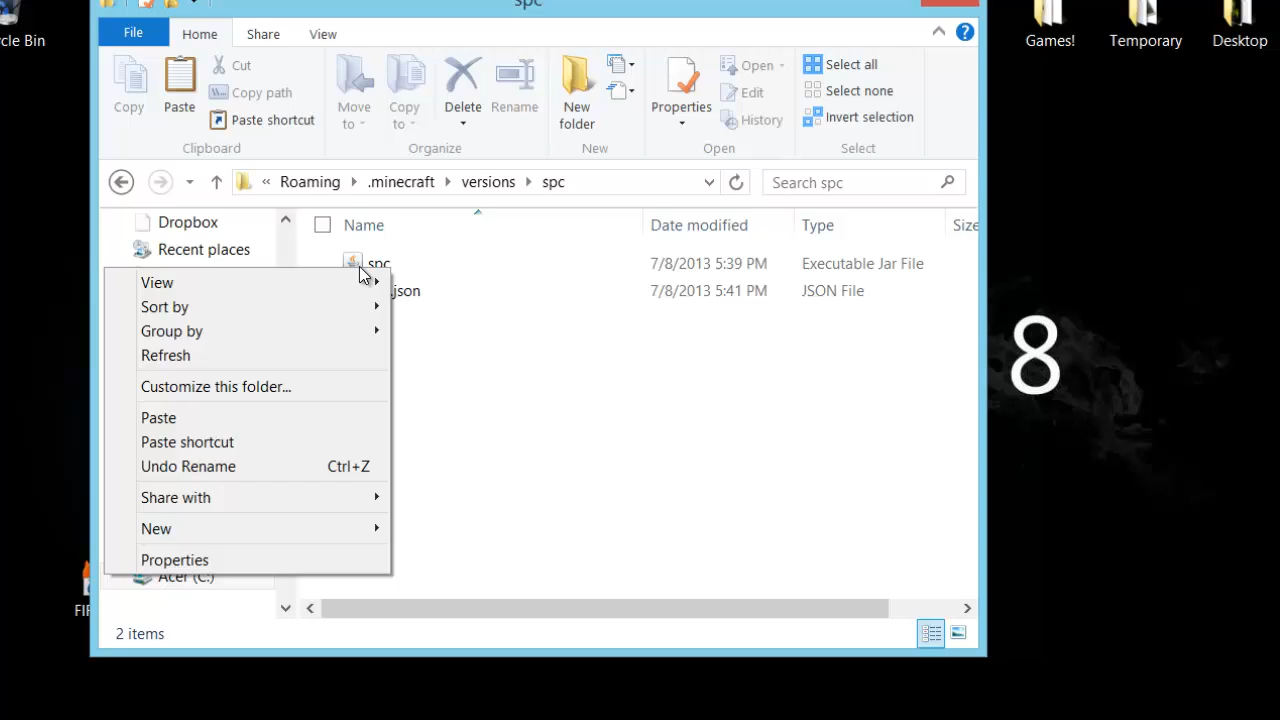 spc
cle Bin
Games!
Temporary
Desktop
File
Home
Share
View
Copy
Paste
Cut
Copy path
Paste shortcut
Clipboard
Move to
Copy to
Delete
Rename
Organize
New folder
New
Properties
Open
Edit
History
Open
Select all
Select none
Invert selection
Select
« Roaming .minecraft versions spc
Search spc
Dropbox
Recent places
Name
Date modified
Type
Size
spc
7/8/2013 5:39 PM
Executable Jar File
.json
7/8/2013 5:41 PM
JSON File
View
Sort by
Group by
Refresh
Customize this folder...
Paste
Paste shortcut
Undo Rename Ctrl+Z
Share with
New
Properties
Acer (C:)
FIF
2 items
8